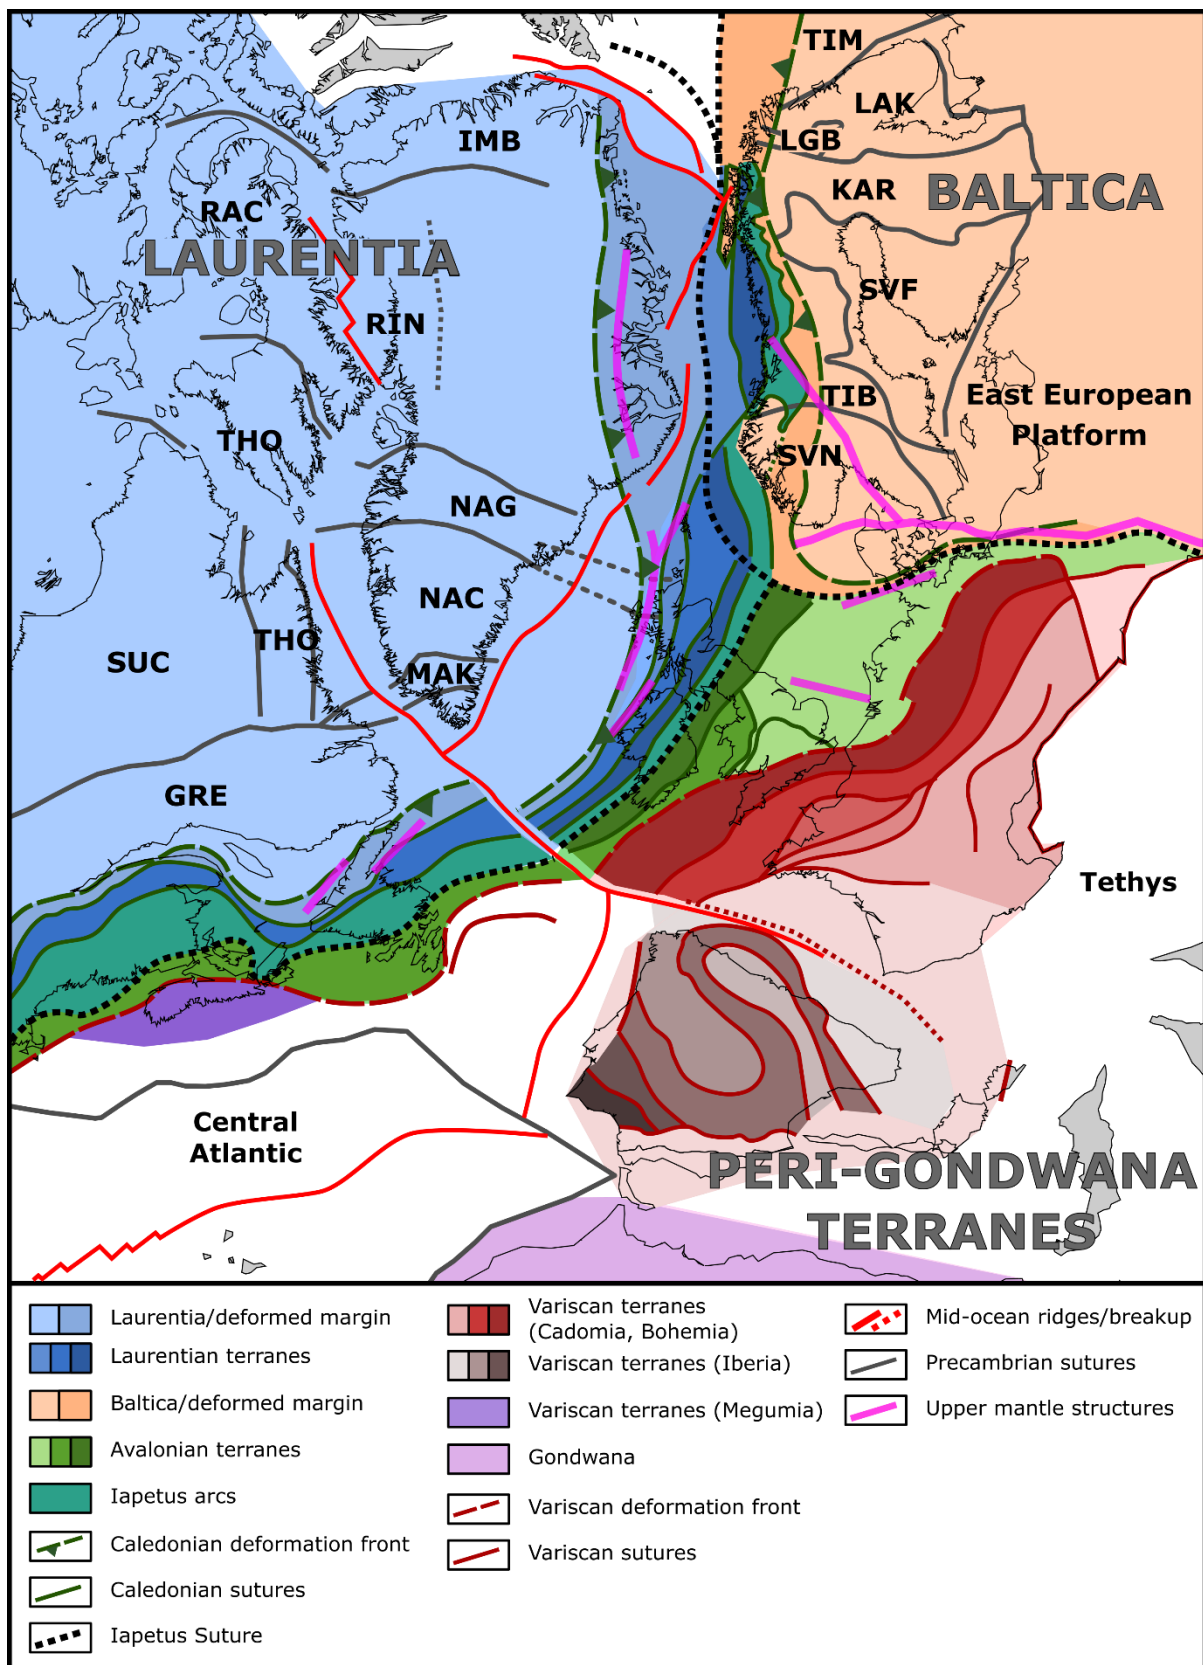 TIM
LAK
IMB
LGB
KAR
BALTICA
RAC
LAURENTIA
SVF
RIN
TIB
East European
Platform
THO
SVN
NAG
NAC
THO
SUC
MAK
GRE
Tethys
Central
Atlantic
PERI-GONDWANA
TERRANES
Laurentia/deformed margin
Laurentian terranes
Baltica/deformed margin
Avalonian terranes
Iapetus arcs
Caledonian deformation front
Caledonian sutures
Iapetus Suture
Variscan terranes
(Cadomia, Bohemia)
Variscan terranes (Iberia)
Variscan terranes (Megumia)
Gondwana
Variscan deformation front
Variscan sutures
Mid-ocean ridges/breakup
Precambrian sutures
Upper mantle structures